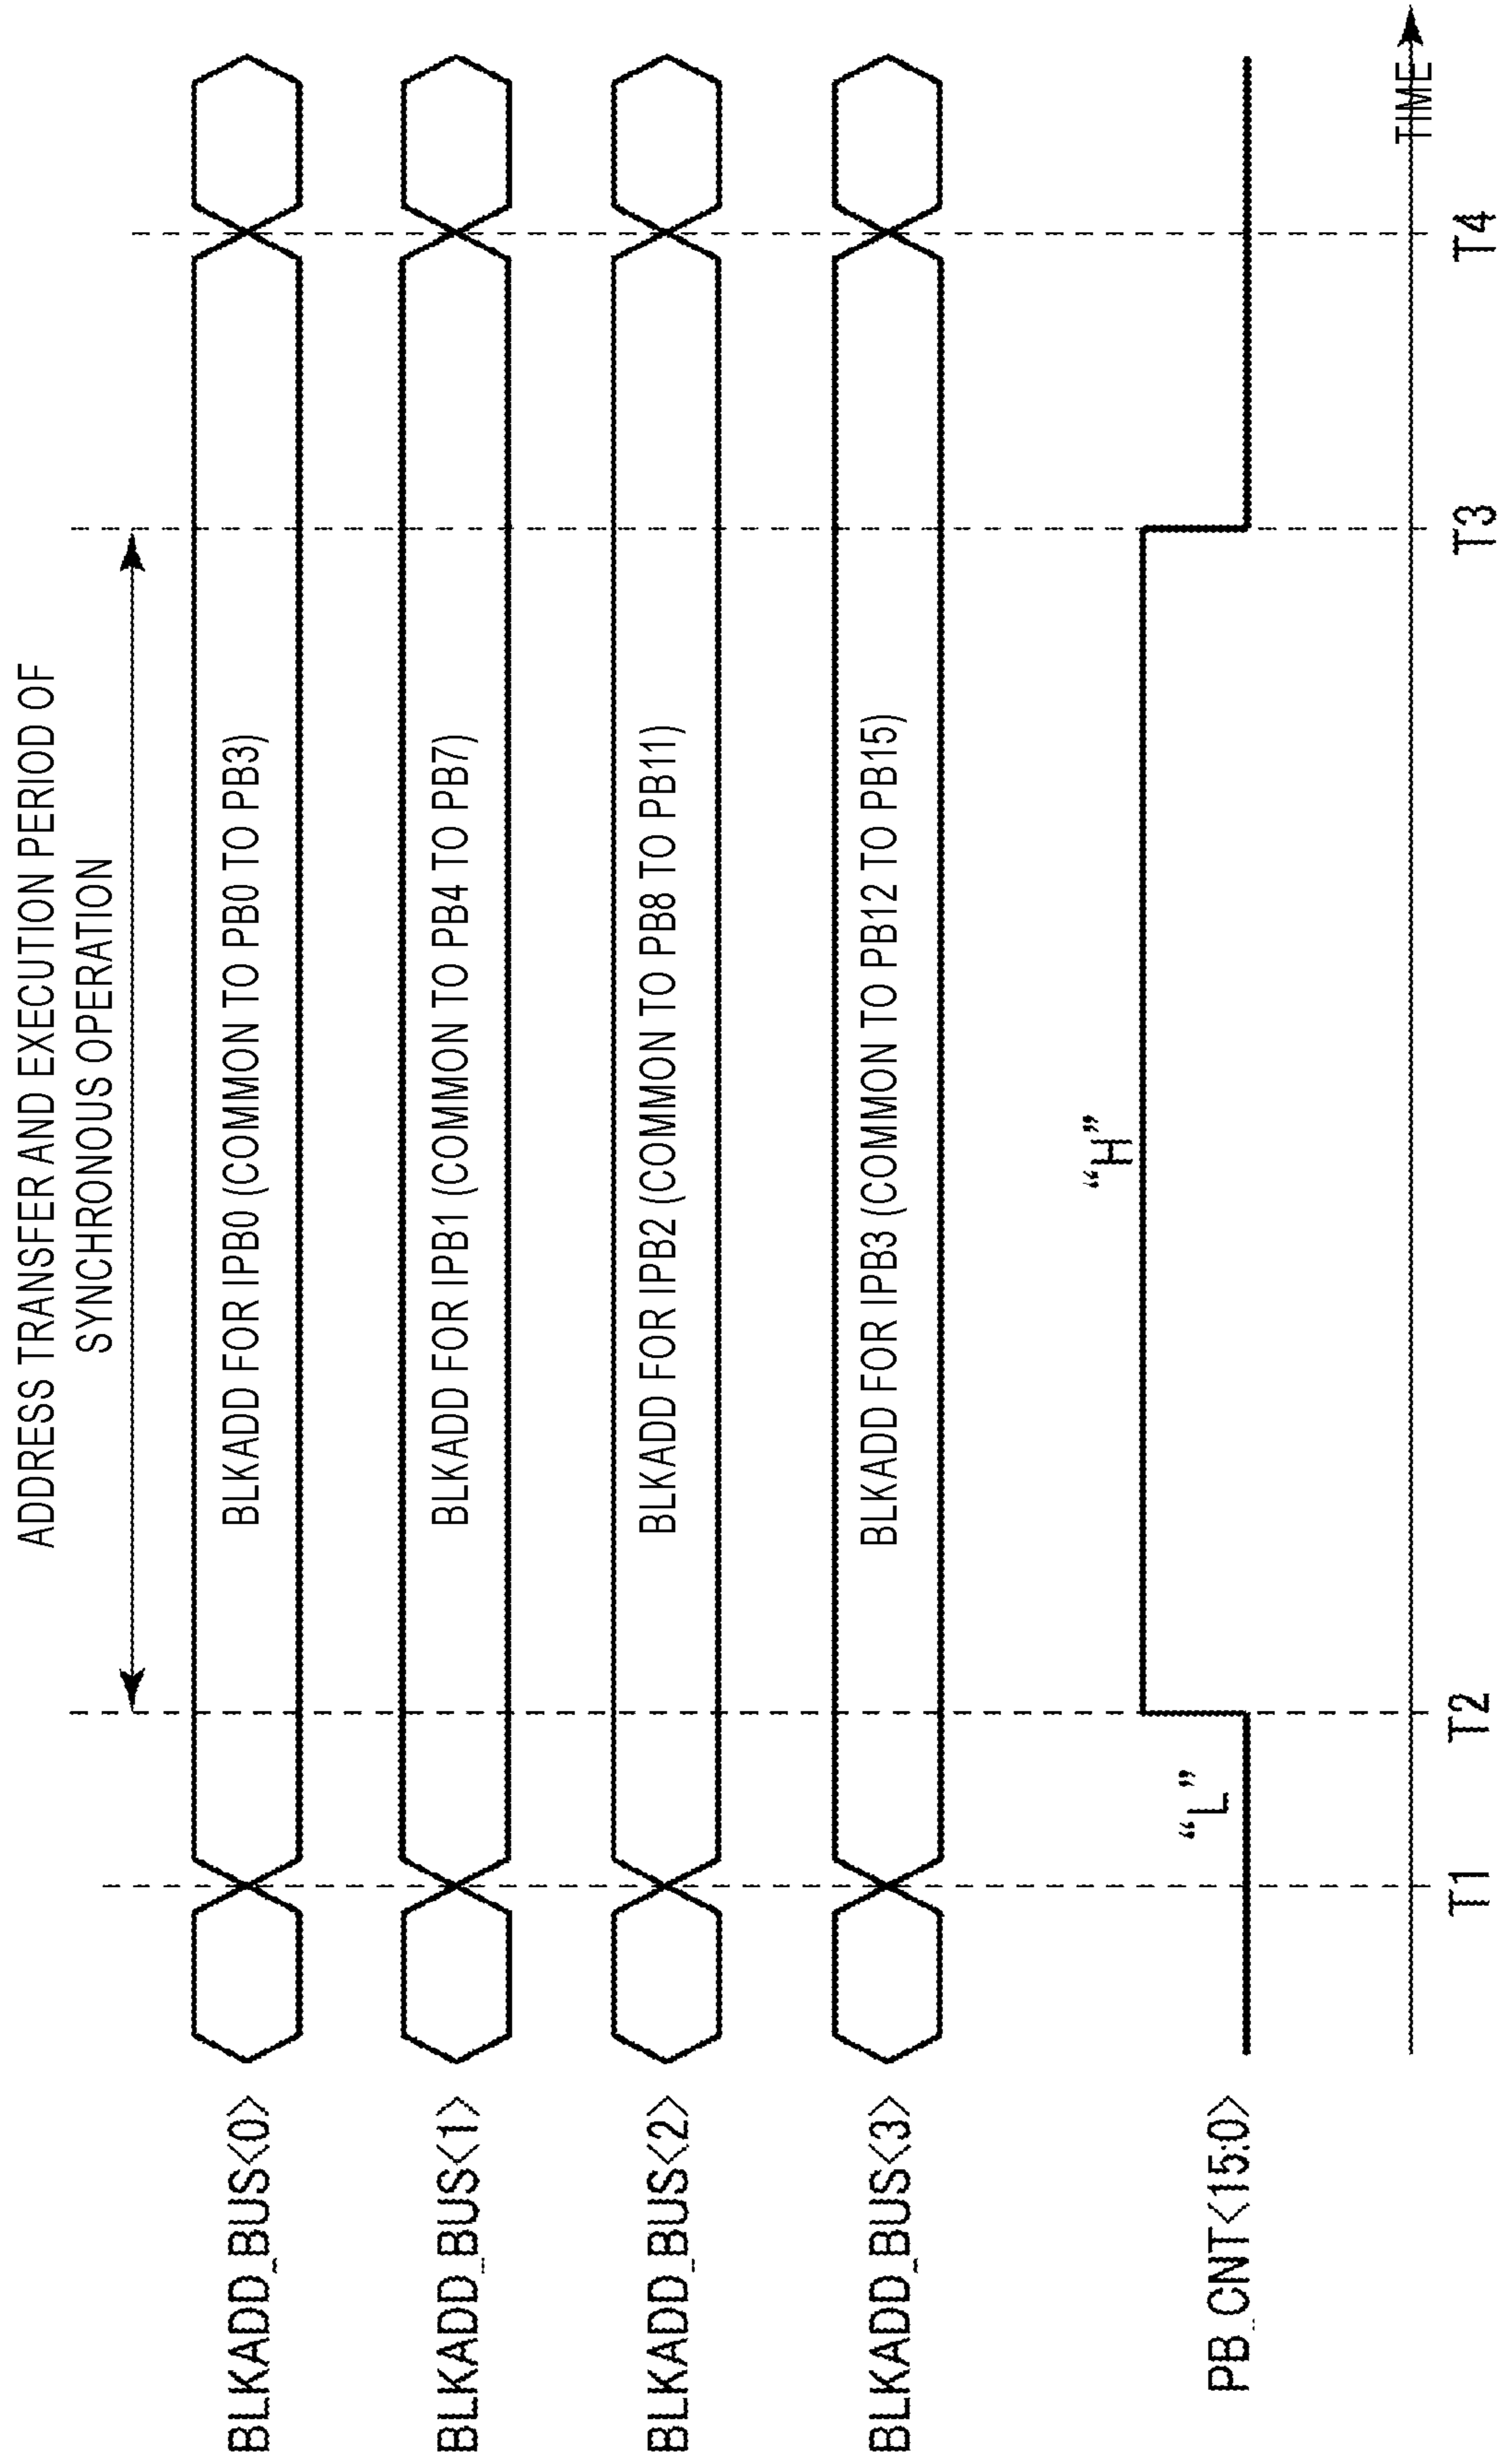 ADDRESS TRANSFER AND EXECUTION PERIOD OF
SYNCHRONOUS OPERATION
BLKADD_BUS<0>
BLKADD FOR IPB0 (COMMON TO PB0 TO PB3)
BLKADD_BUS<1>
BLKADD FOR IPB1 (COMMON TO PB4 TO PB7)
BLKADD_BUS<2>
BLKADD FOR IPB2 (COMMON TO PB8 TO PB11)
BLKADD_BUS<3>
BLKADD FOR IPB3 (COMMON TO PB12 TO PB15)
PB_CNT<15:0>
“L”
“H”
TIME
T1
T2
T3
T4